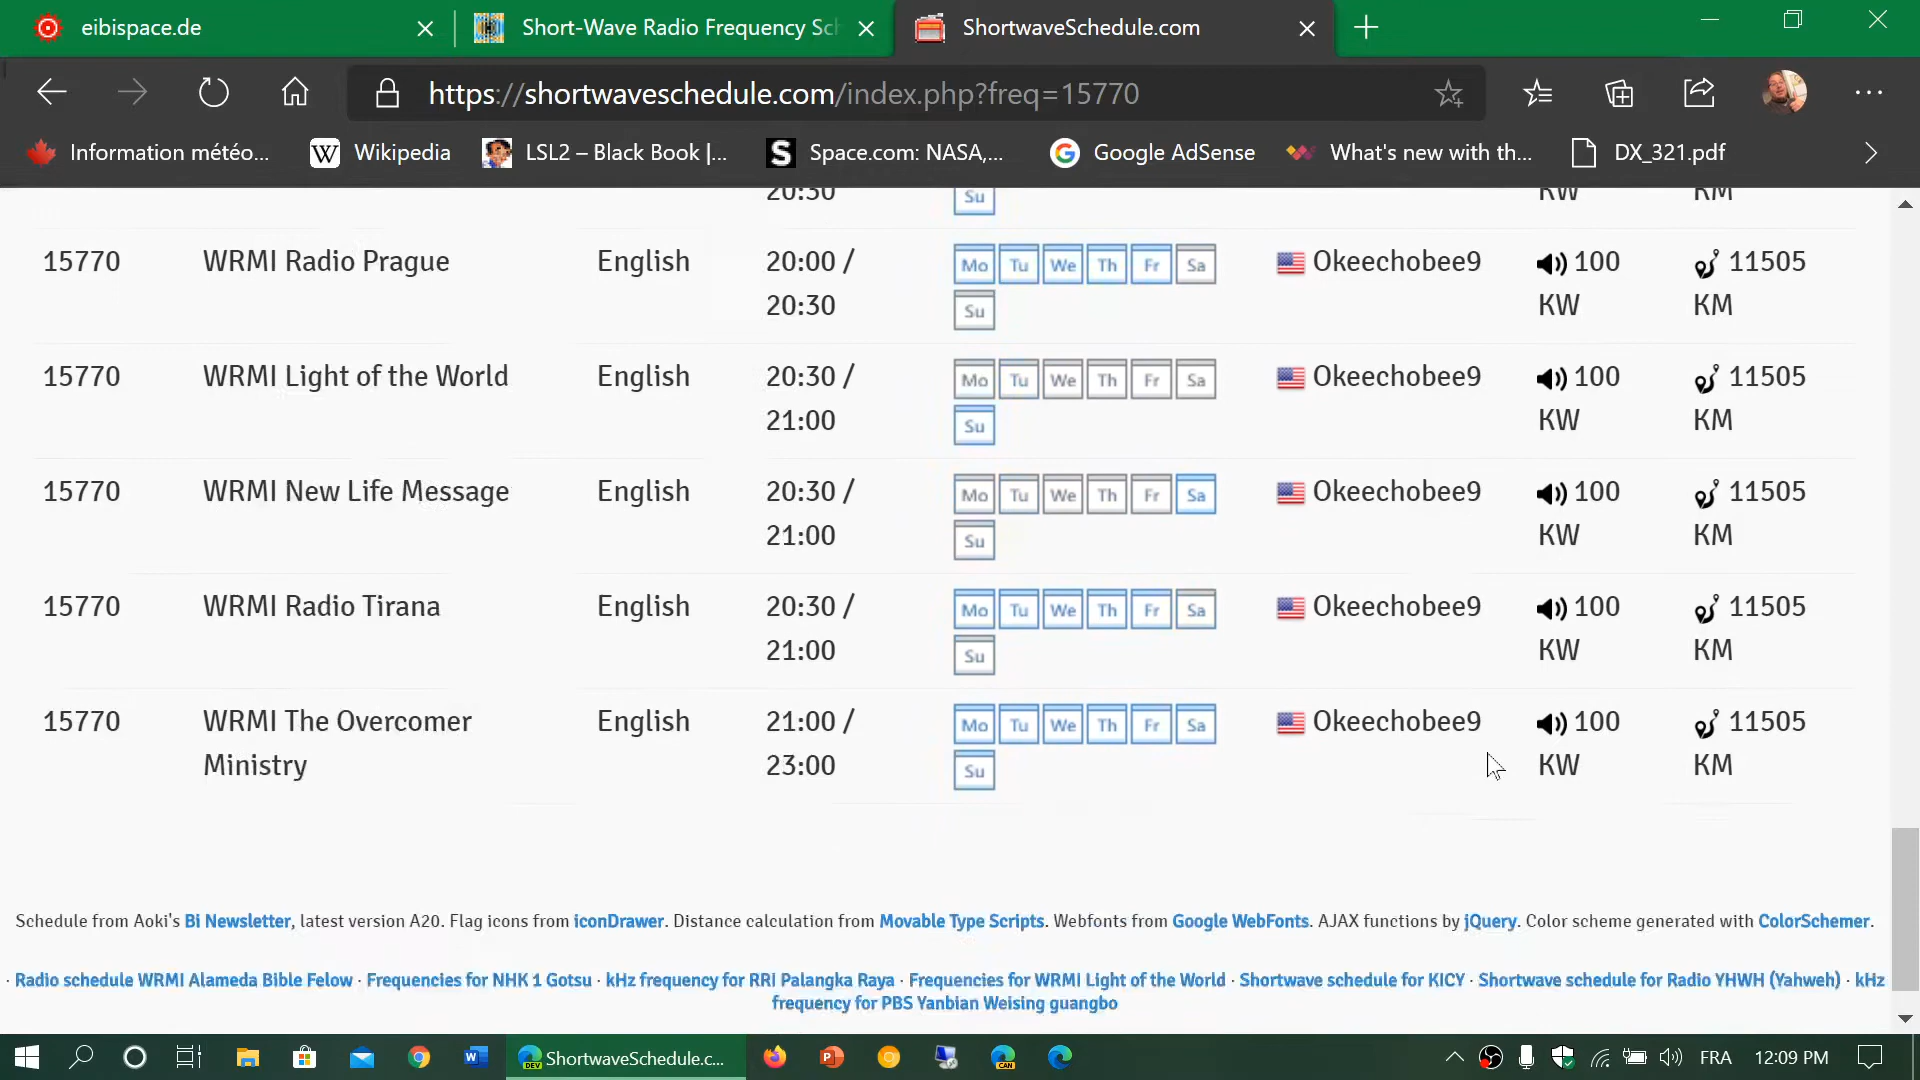 eibispace.de
Short-Wave Radio Frequency Sch
ShortwaveSchedule.com
https://shortwaveschedule.com/index.php?freq=15770
Information météo...
Wikipedia
LSL2 – Black Book |...
Space.com: NASA,...
Google AdSense
What's new with th...
DX_321.pdf
20:30 Su KW KM
15770 WRMI Radio Prague English 20:00 / Mo Tu We Th Fr Sa Okeechobee9 100 11505
20:30 Su KW KM
15770 WRMI Light of the World English 20:30 / Mo Tu We Th Fr Sa Okeechobee9 100 11505
21:00 Su KW KM
15770 WRMI New Life Message English 20:30 / Mo Tu We Th Fr Sa Okeechobee9 100 11505
21:00 Su KW KM
15770 WRMI Radio Tirana English 20:30 / Mo Tu We Th Fr Sa Okeechobee9 100 11505
21:00 Su KW KM
15770 WRMI The Overcomer English 21:00 / Mo Tu We Th Fr Sa Okeechobee9 100 11505
Ministry 23:00 Su KW KM
Schedule from Aoki's Bi Newsletter, latest version A20. Flag icons from iconDrawer. Distance calculation from Movable Type Scripts. Webfonts from Google WebFonts. AJAX functions by jQuery. Color scheme generated with ColorSchemer.
· Radio schedule WRMI Alameda Bible Felow · Frequencies for NHK 1 Gotsu · kHz frequency for RRI Palangka Raya · Frequencies for WRMI Light of the World · Shortwave schedule for KICY · Shortwave schedule for Radio YHWH (Yahweh) · kHz
frequency for PBS Yanbian Weising guangbo
ShortwaveSchedule.c...
DEV
CAN
FRA
12:09 PM